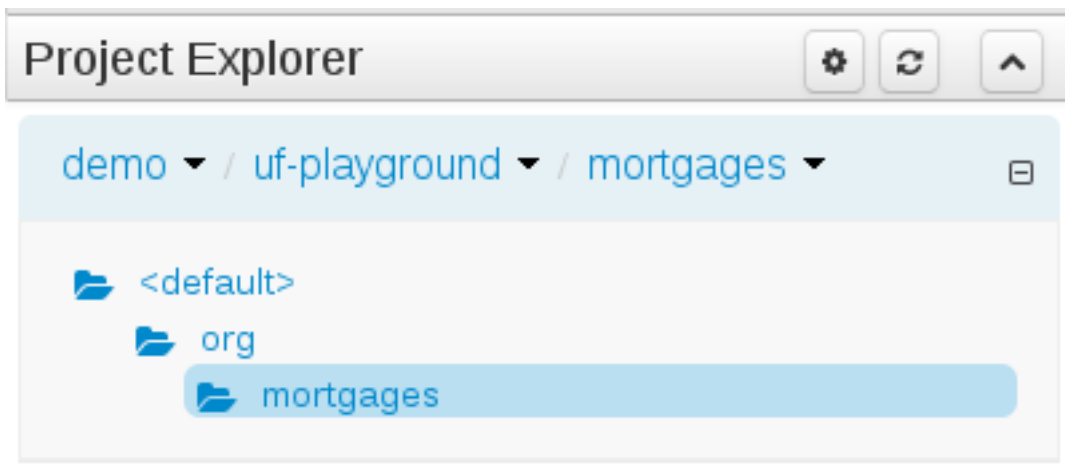 Project Explorer
demo / uf-playground / mortgages
<default>
org
mortgages